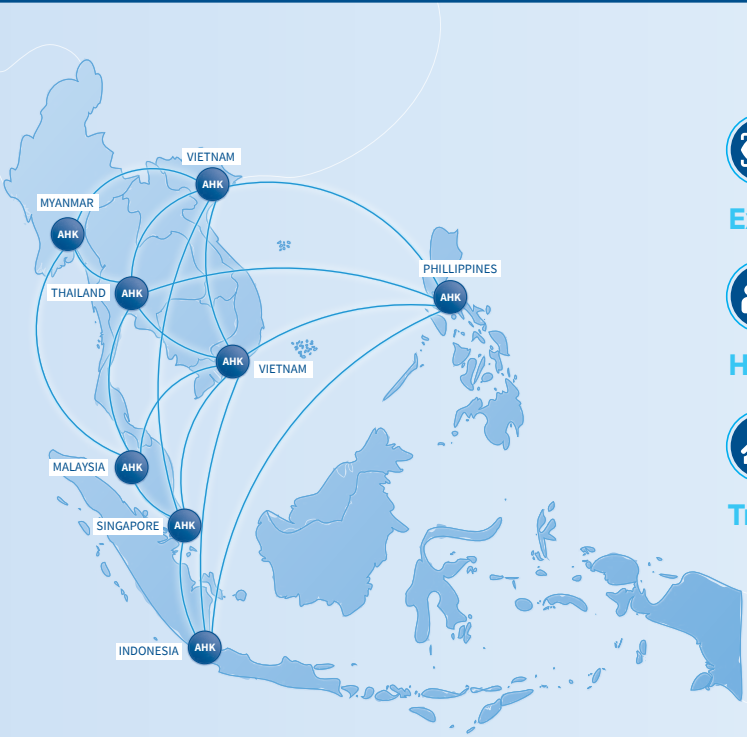 VIETNAM
AHK
MYANMAR
AHK
PHILLIPPINES
THAILAND
AHK
AHK
AHK
VIETNAM
MALAYSIA
AHK
SINGAPORE
AHK
INDONESIA
AHK